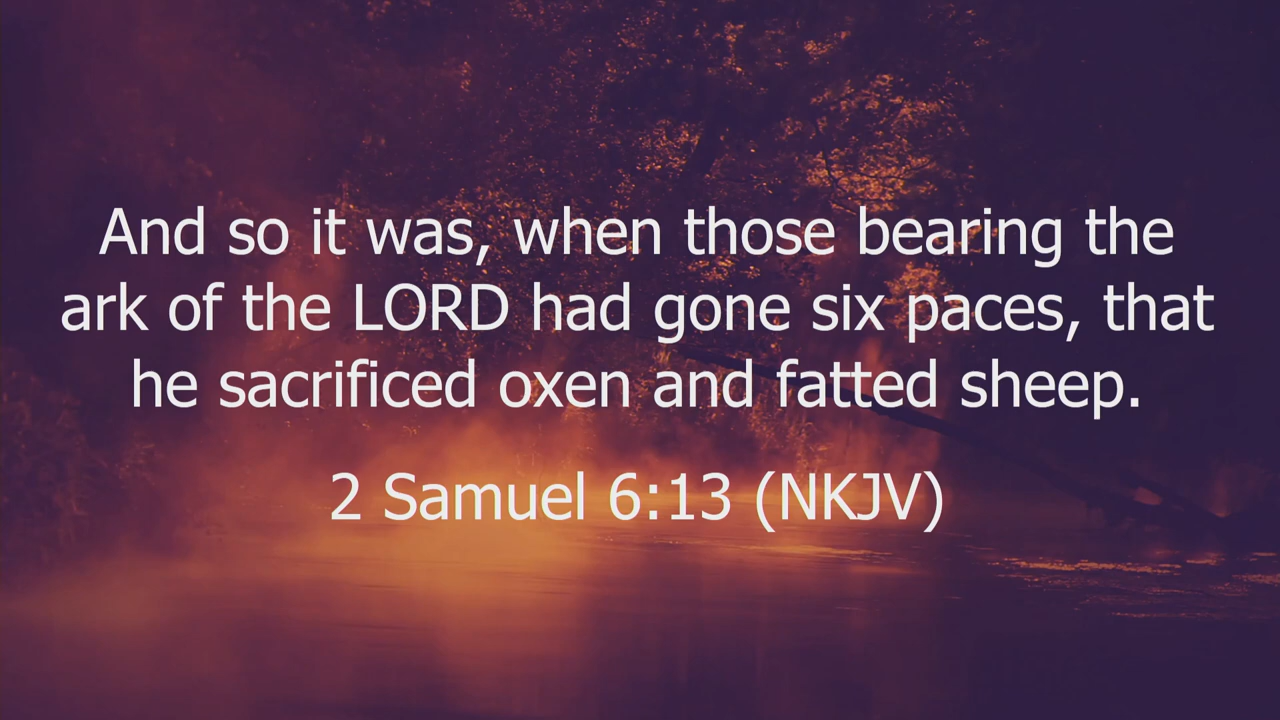 And so it was, when those bearing the
ark of the LORD had gone six paces, that
he sacrificed oxen and fatted sheep.
2 Samuel 6:13 (NKJV)